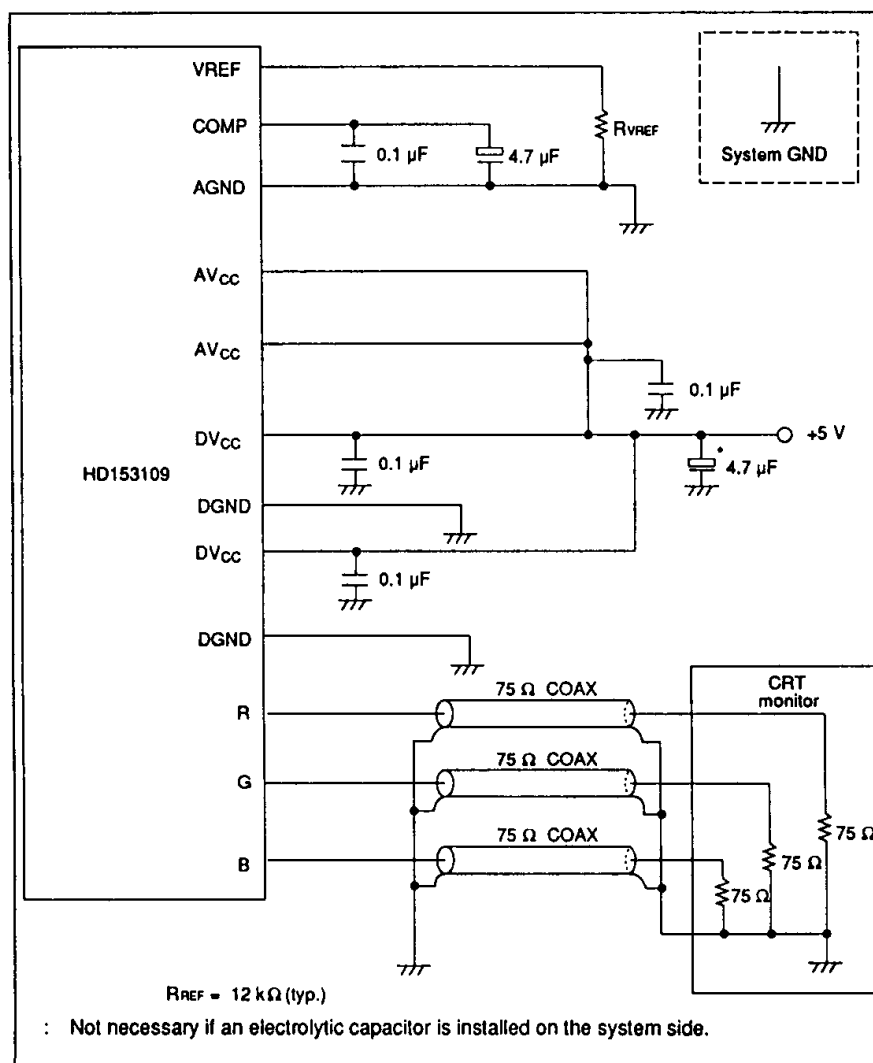 VREF
COMP
AGND
0.1 µF
4.7 µF
RVREF
System GND
AVCC
AVCC
0.1 µF
DVCC
0.1 µF
+5 V
* 4.7 µF
HD153109
DGND
DVCC
0.1 µF
DGND
75 Ω COAX
CRT
monitor
R
75 Ω COAX
G
75 Ω
75 Ω COAX
75 Ω
B
75 Ω
RREF = 12 kΩ (typ.)
: Not necessary if an electrolytic capacitor is installed on the system side.